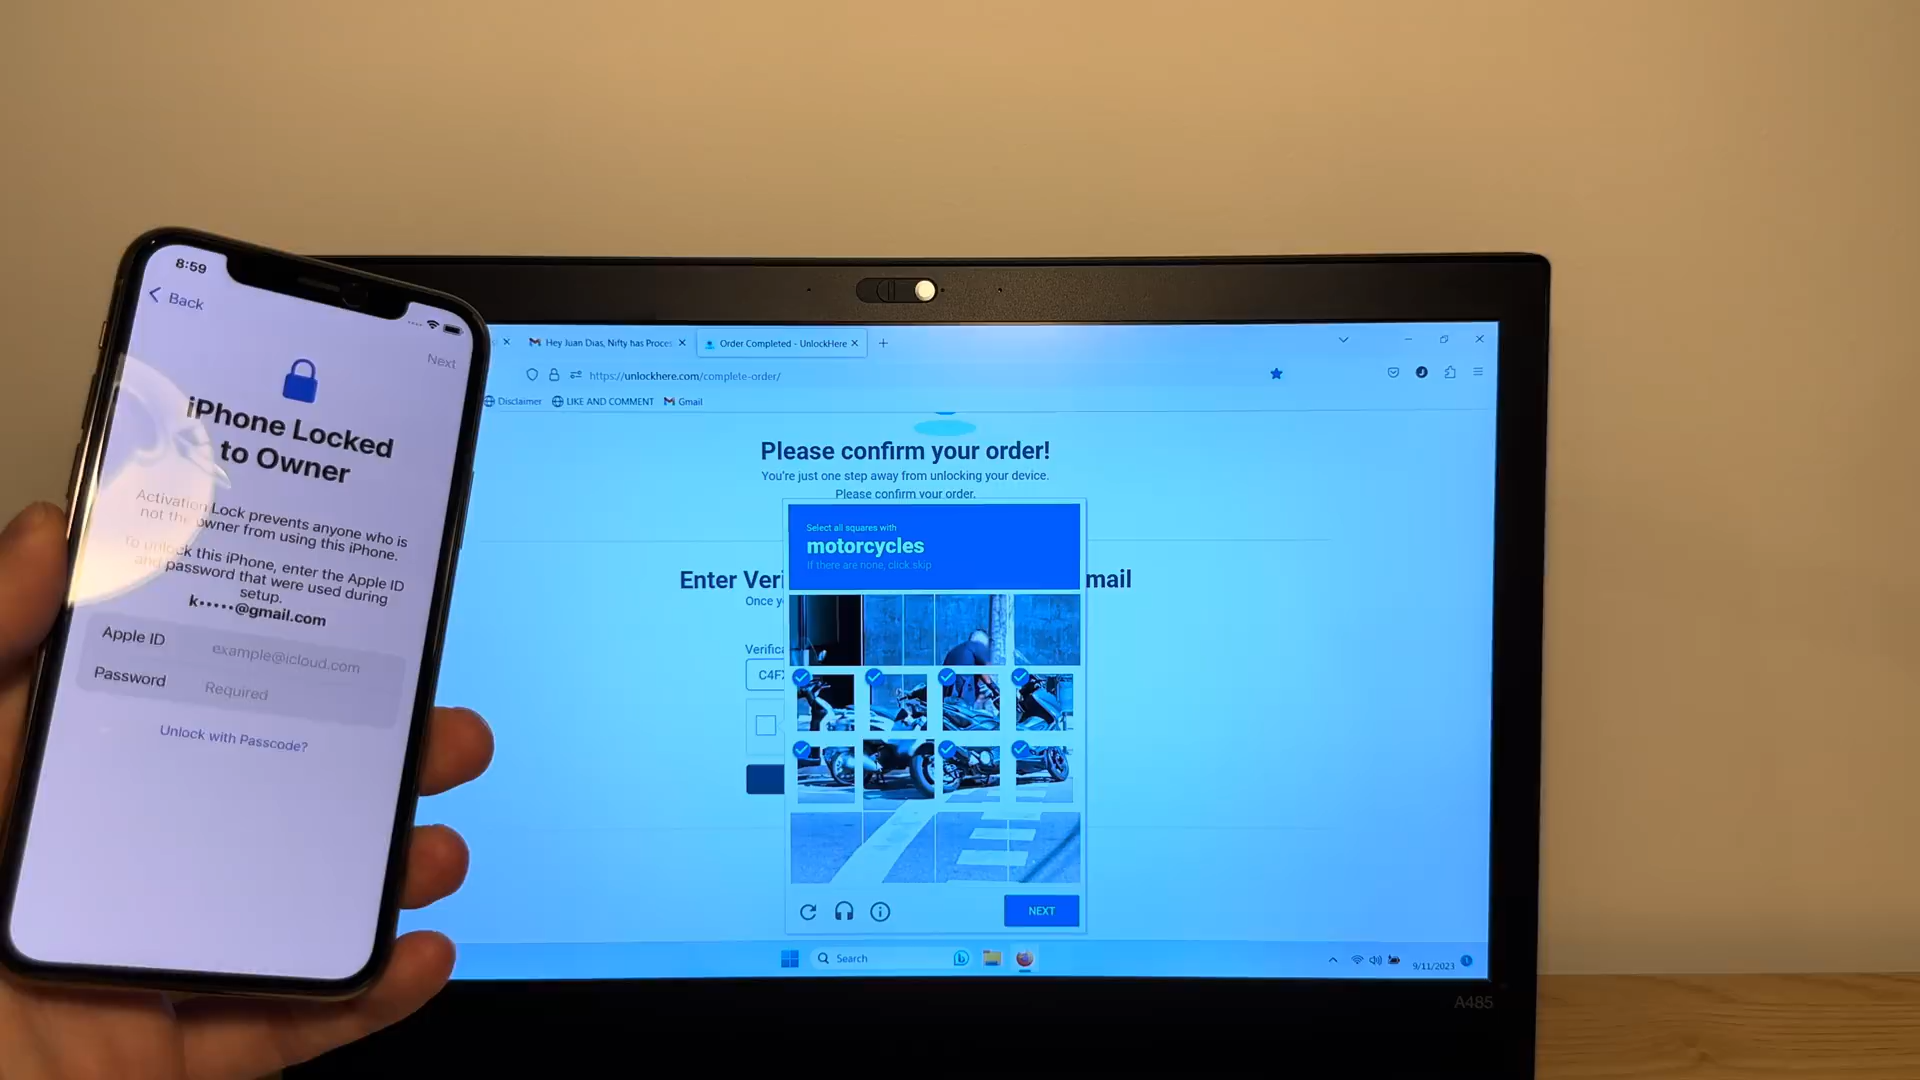 8:59
Back
Next
iPhone Locked
to Owner
Activation Lock prevents anyone who is
not the owner from using this iPhone.
To unlock this iPhone, enter the Apple ID
and password that were used during
setup.
k•••••@gmail.com
Apple ID
example@icloud.com
Password
Required
Unlock with Passcode?
Hey Juan Dias, Nifty has Proces
Order Completed - UnlockHere
https://unlockhere.com/complete-order/
Disclaimer
LIKE AND COMMENT
Gmail
Please confirm your order!
You're just one step away from unlocking your device.
Please confirm your order.
Enter Veri
mail
Once y
Verifica
C4F
Select all squares with
motorcycles
If there are none, click skip
NEXT
Search
9/11/2023
1
A485